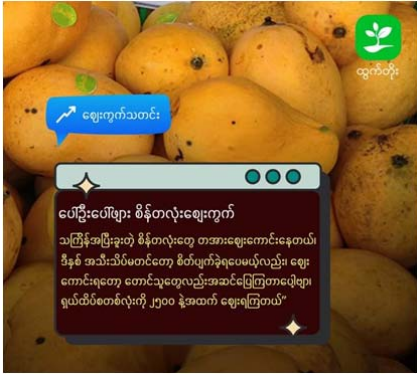 ထွက်တိုး
ဈေးကွက်သတင်း
ပေါ်ဦးပေါ်ဖျား စိန်တလုံးဈေးကွက်
သင်္ကြန်အပြီးခူးတဲ့ စိန်တလုံးတွေ တအားဈေးကောင်းနေတယ်၊
ဒီနှစ် အသီးသိပ်မတင်တော့ စိတ်ပျက်ခဲ့ရပေမယ့်လည်း၊ ဈေး
ကောင်းရတော့ တောင်သူတွေလည်းအဆင်ပြေကြတာပေါ့ဗျာ၊
ရှယ်ထိပ်စတစ်လုံးကို ၂၅၀၀ နဲ့အထက် ဈေးရကြတယ်”